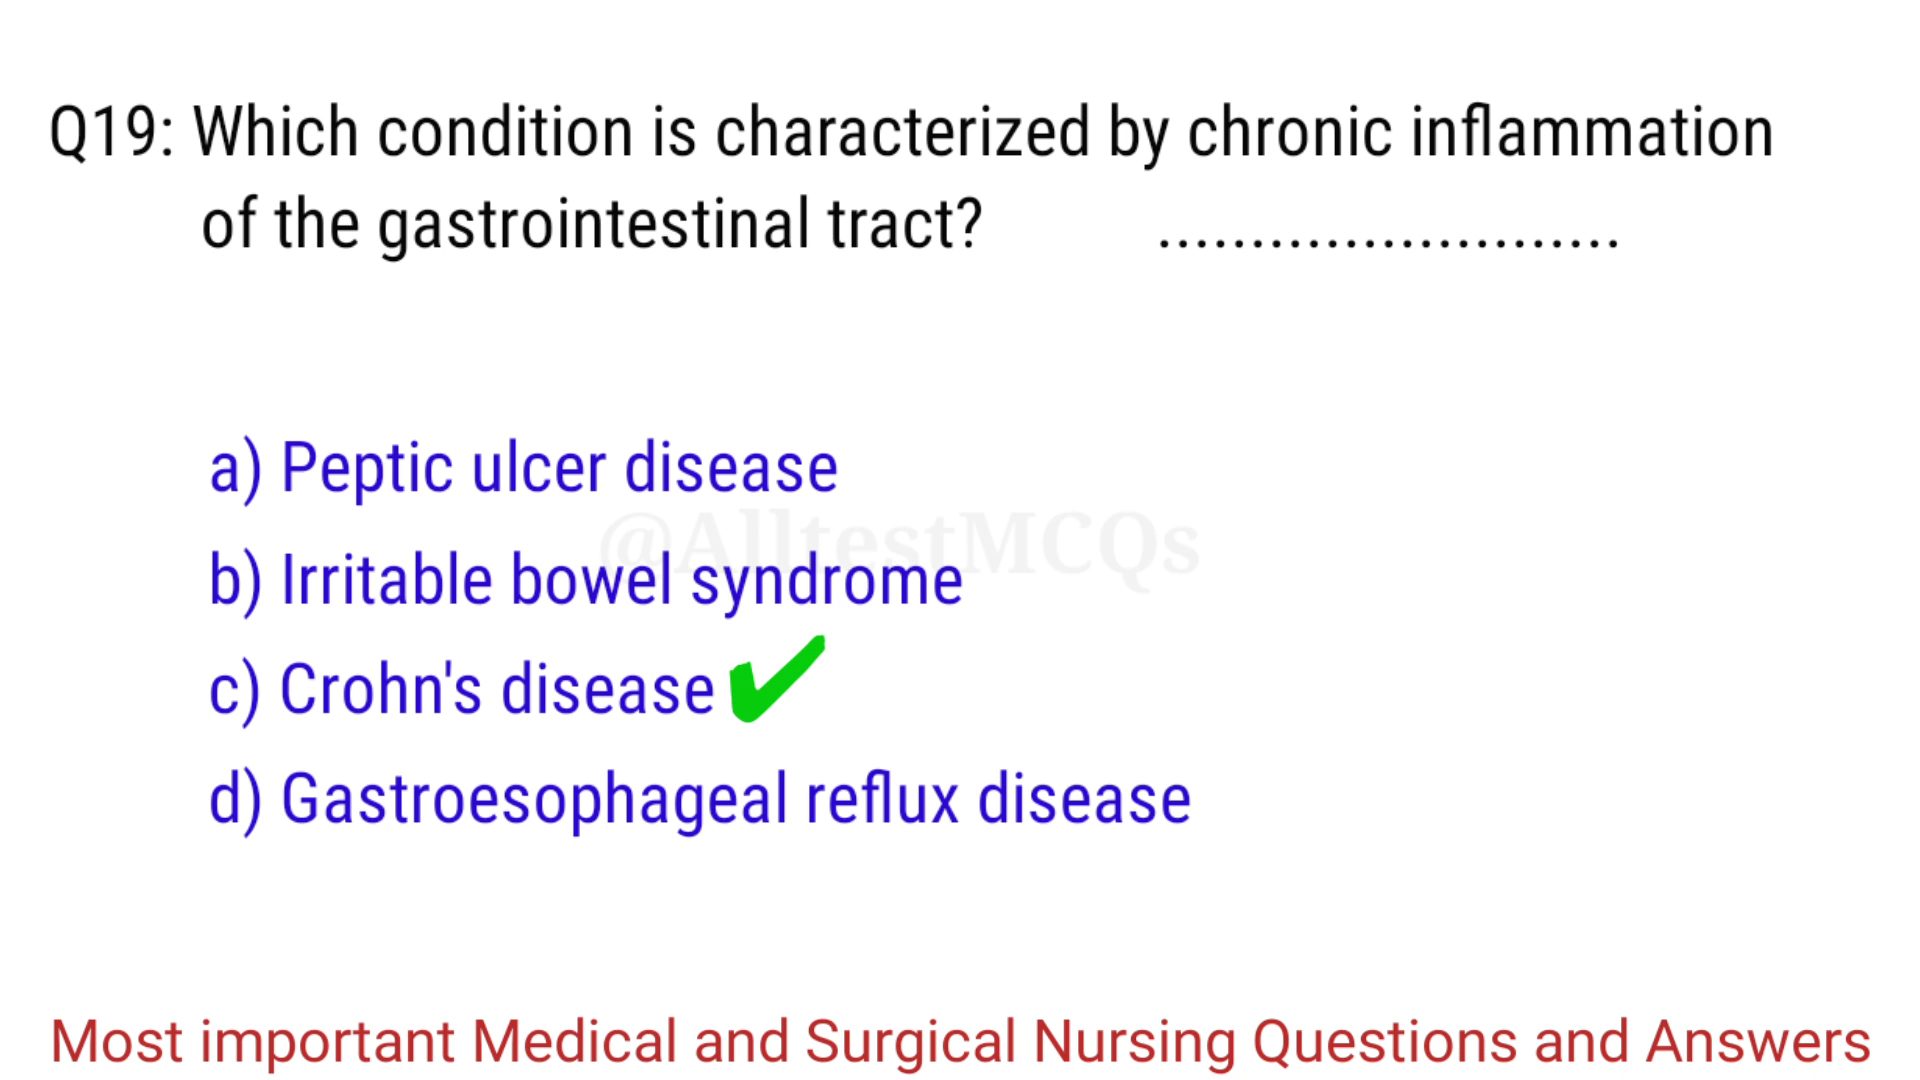 Q19: Which condition is characterized by chronic inflammation
of the gastrointestinal tract? .........................
a) Peptic ulcer disease
@AlltestMCQs
b) Irritable bowel syndrome
c) Crohn's disease ✔
d) Gastroesophageal reflux disease
Most important Medical and Surgical Nursing Questions and Answers